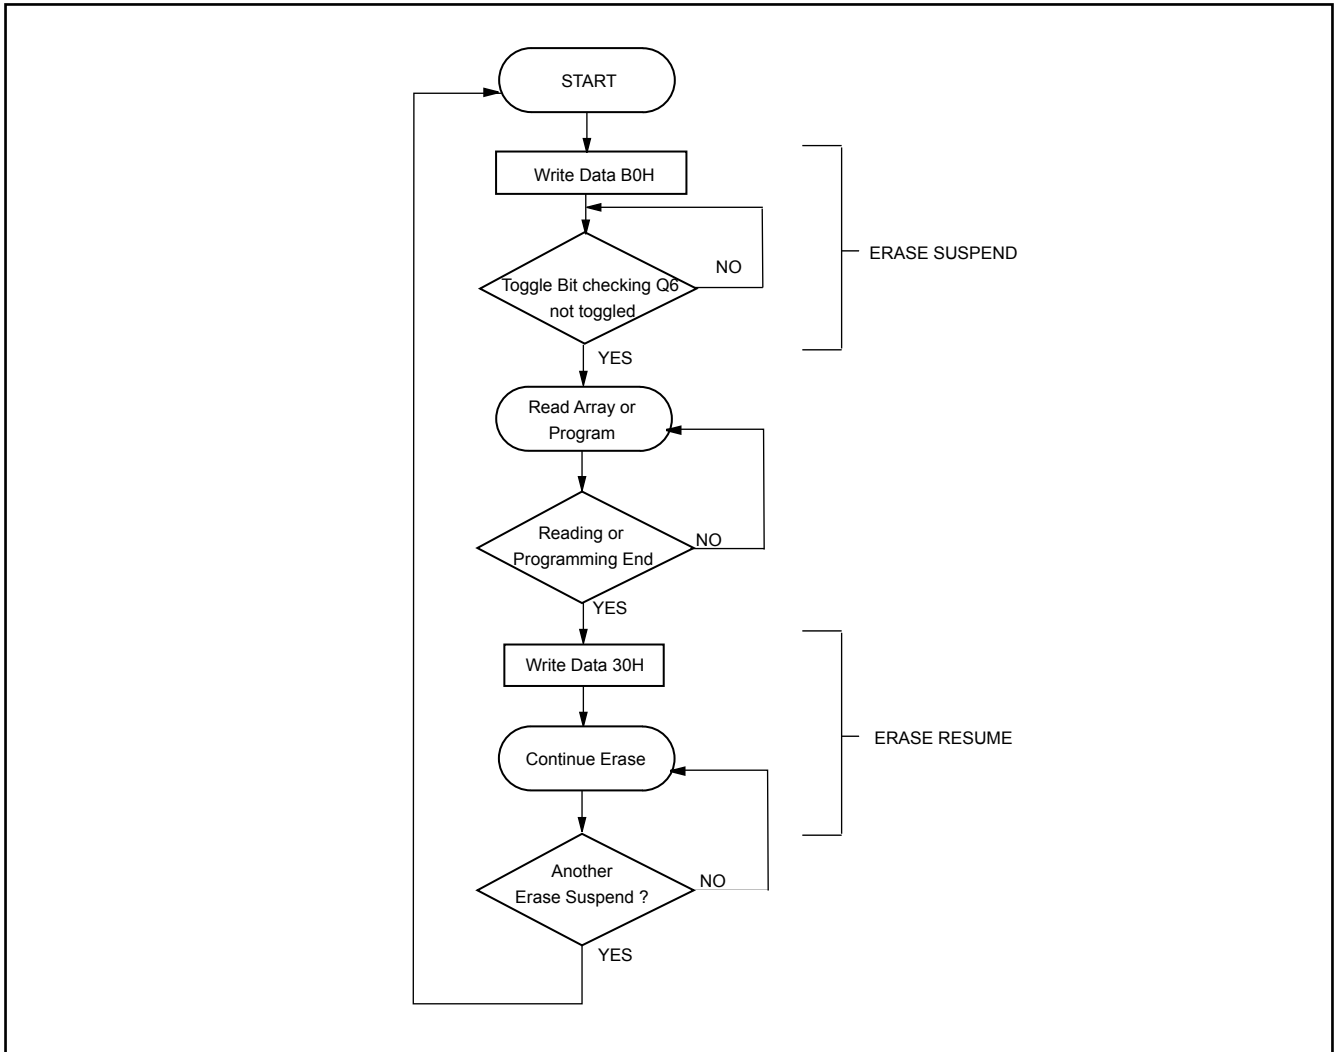 START
Write Data B0H
ERASE SUSPEND
NO
Toggle Bit checking Q6
not toggled
YES
Read Array or
Program
Reading or
Programming End
NO
YES
Write Data 30H
ERASE RESUME
Continue Erase
Another
Erase Suspend ?
NO
YES